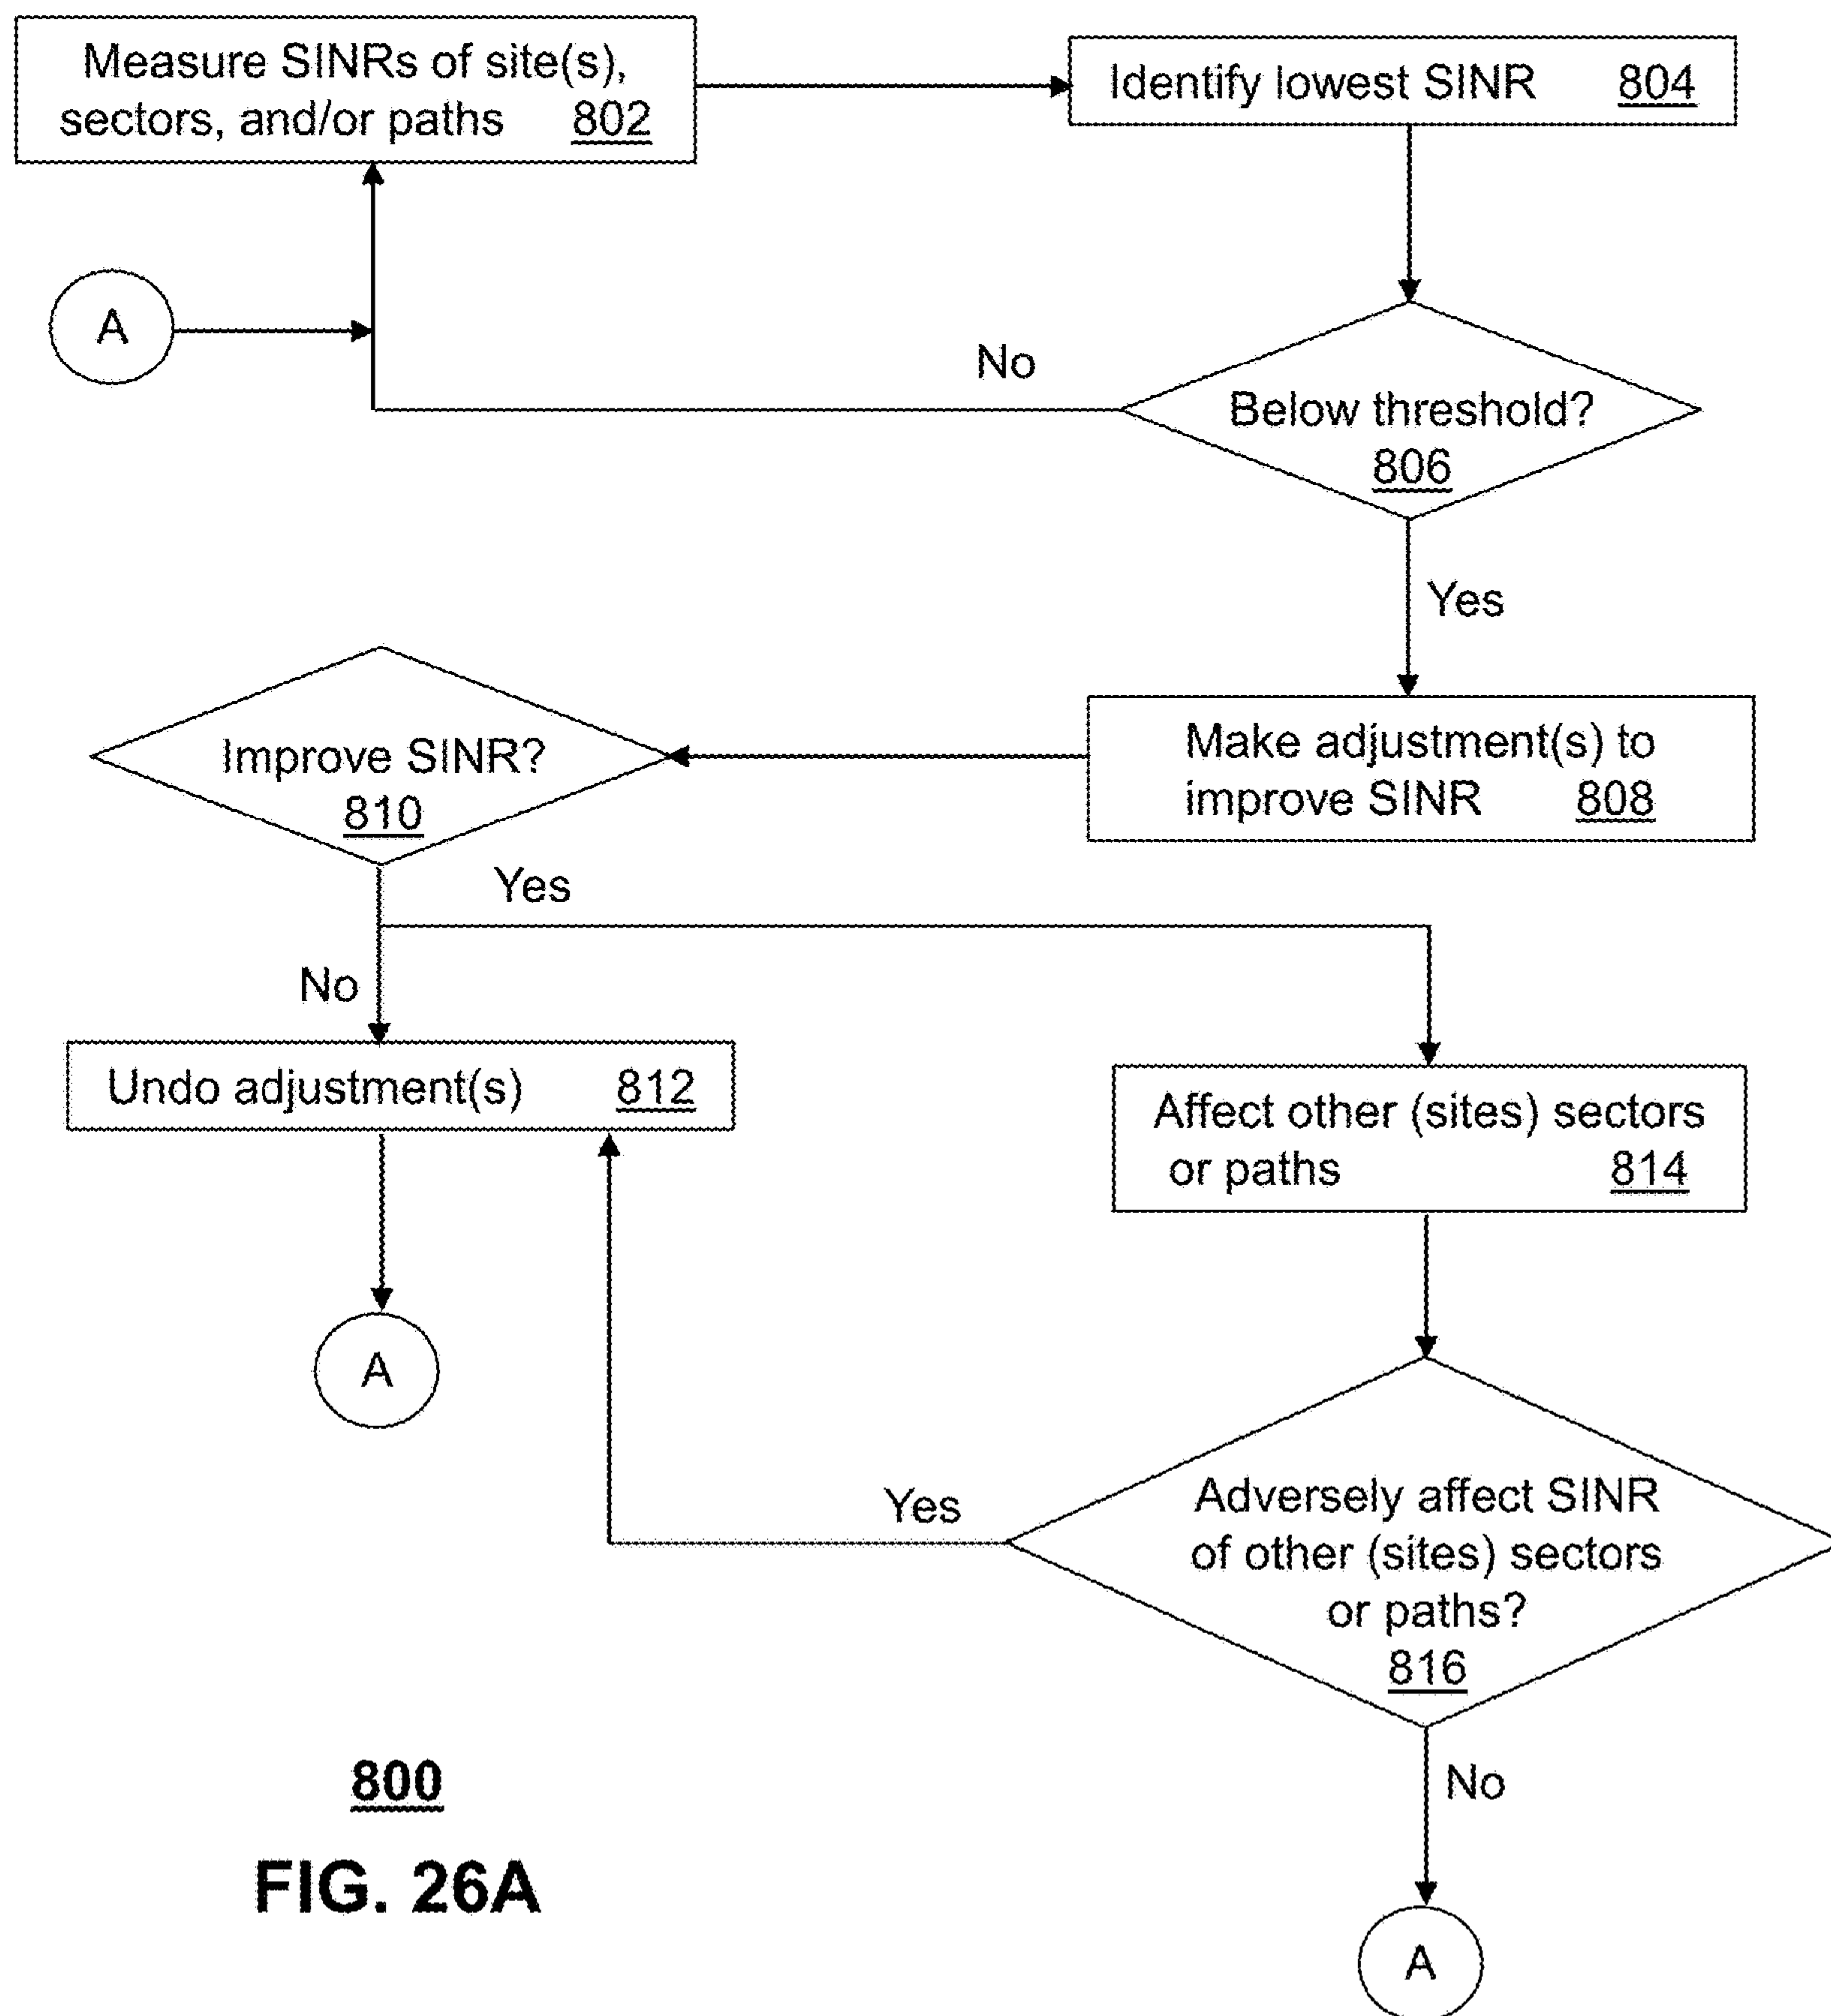 Measure SINRs of site(s),
sectors, and/or paths 802
Identify lowest SINR 804
A
No
Below threshold?
806
Yes
Improve SINR?
810
Make adjustment(s) to
improve SINR 808
Yes
No
Undo adjustment(s) 812
Affect other (sites) sectors
or paths 814
A
Yes
Adversely affect SINR
of other (sites) sectors
or paths?
816
No
800
FIG. 26A
A